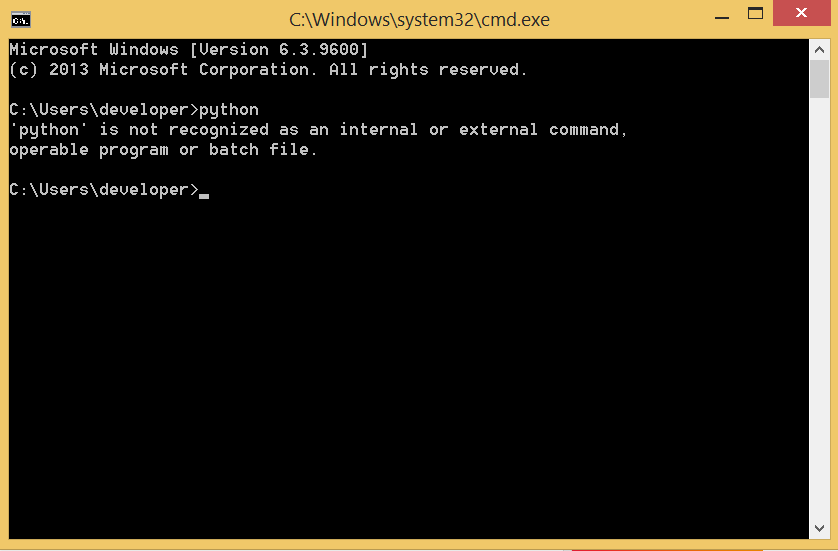 C:\Windows\system32\cmd.exe
Microsoft Windows [Version 6.3.9600]
(c) 2013 Microsoft Corporation. All rights reserved.
C:\Users\developer>python
'python' is not recognized as an internal or external command,
operable program or batch file.
C:\Users\developer>